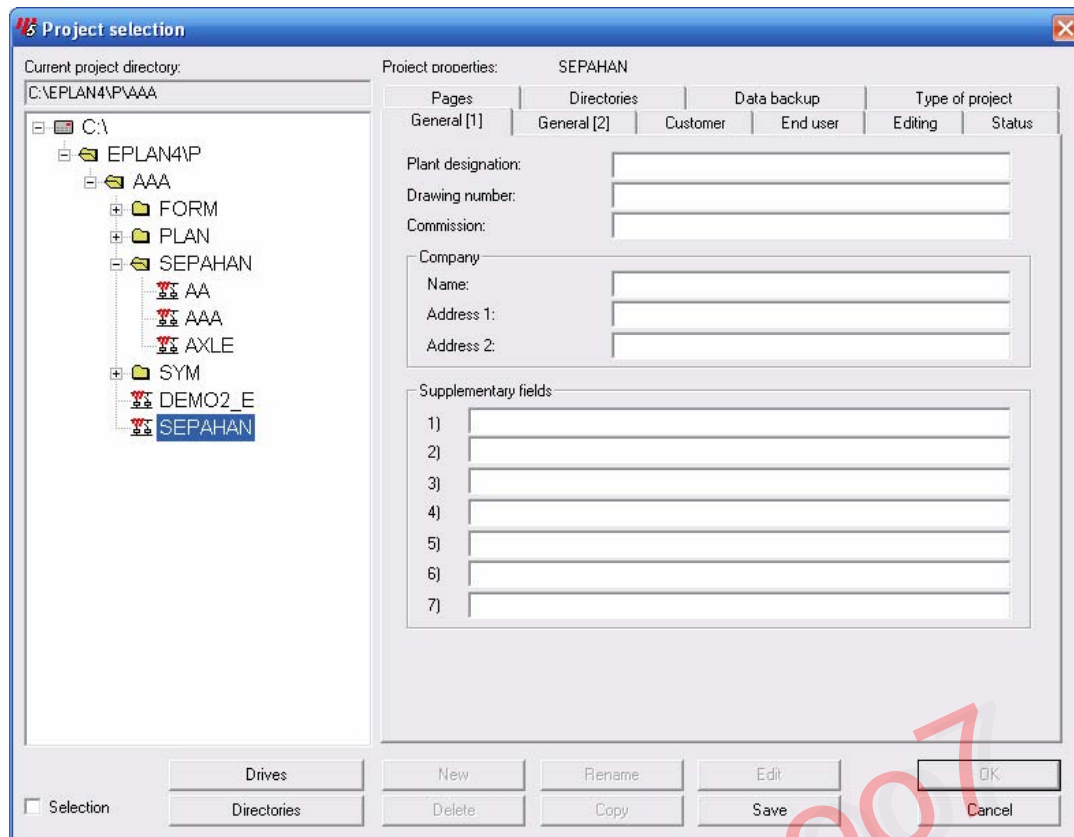 Project selection
Current project directory:
C:\EPLAN4\P\AAA
C:\
EPLAN4\P
AAA
FORM
PLAN
SEPAHAN
AA
AAA
AXLE
SYM
DEMO2_E
SEPAHAN
Project properties: SEPAHAN
Pages Directories Data backup Type of project
General [1] General [2] Customer End user Editing Status
Plant designation:
Drawing number:
Commission:
Company
Name:
Address 1:
Address 2:
Supplementary fields
1)
2)
3)
4)
5)
6)
7)
Drives New Rename Edit OK
Selection Directories Delete Copy Save Cancel
007